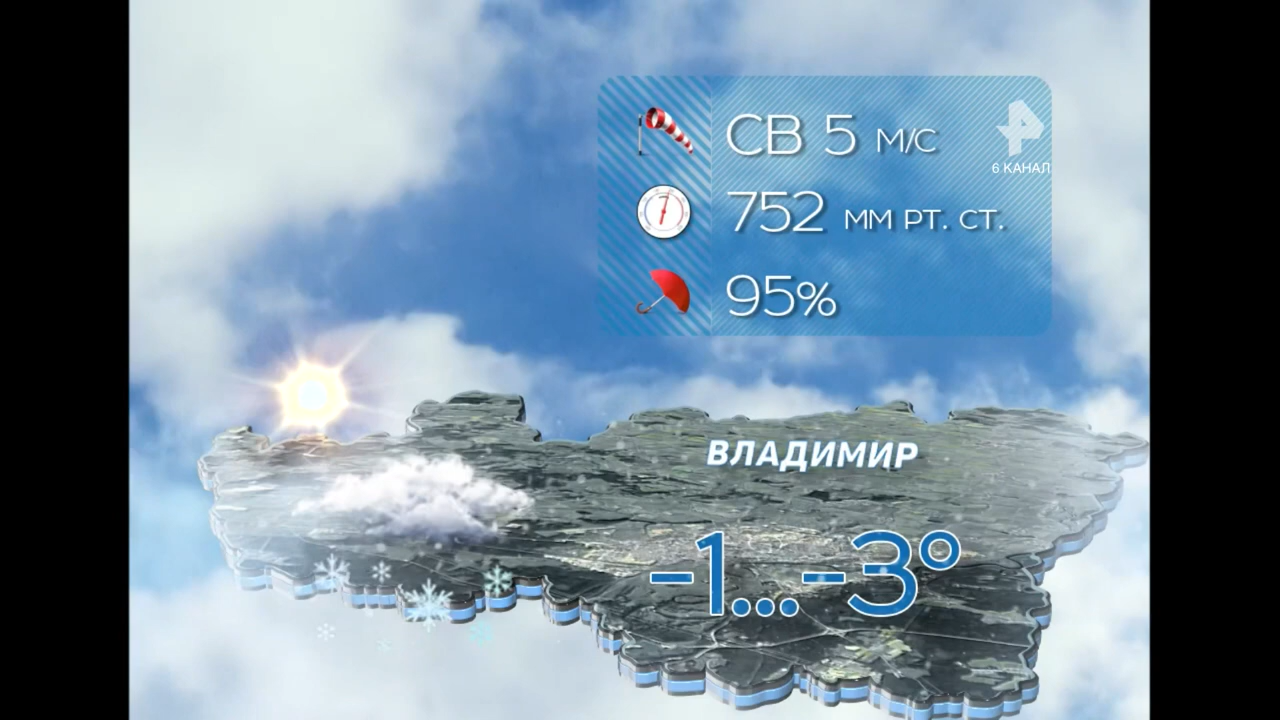 СВ 5 М/С
6 КАНАЛ
752 ММ РТ. СТ.
95%
ВЛАДИМИР
-1...-3°